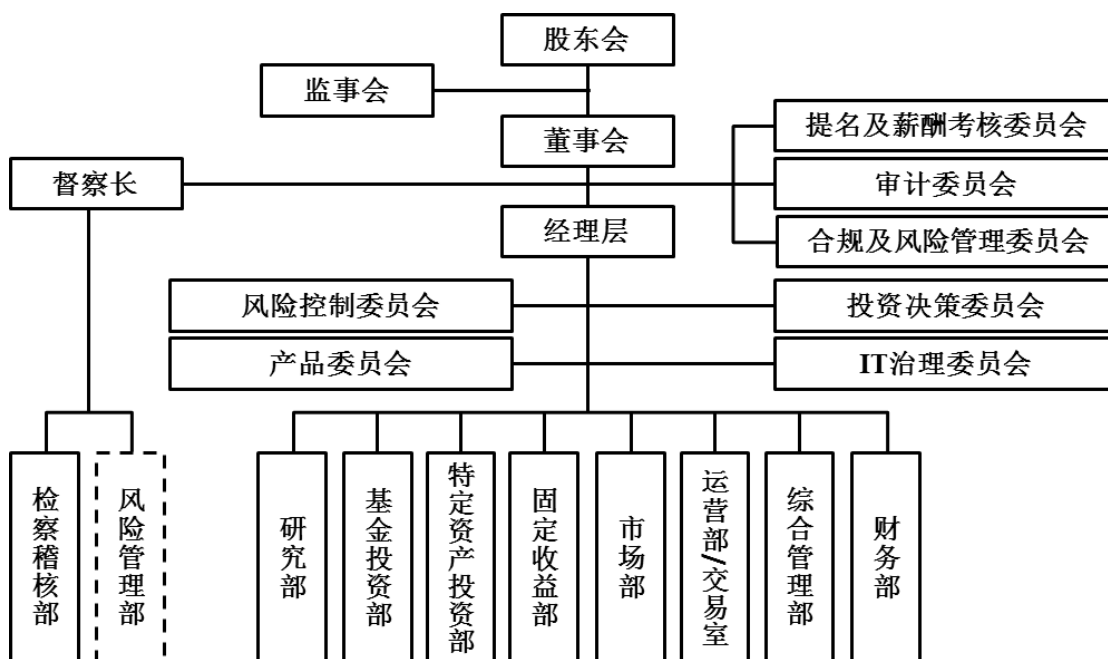 股东会
监事会
董事会
提名及薪酬考核委员会
督察长
审计委员会
经理层
合规及风险管理委员会
风险控制委员会
投资决策委员会
产品委员会
IT治理委员会
检察稽核部
风险管理部
研究部
基金投资部
特定资产投资部
固定收益部
市场部
运营部/交易室
综合管理部
财务部